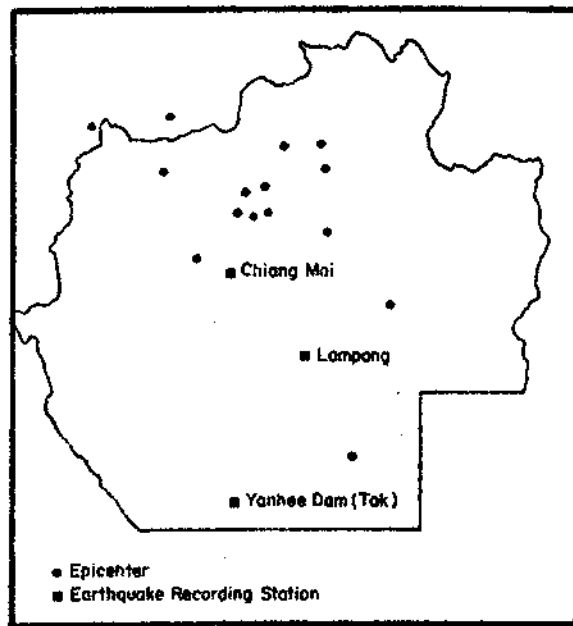 Chiang Mai
Lampang
Yanhee Dam (Tak)
Epicenter
Earthquake Recording Station